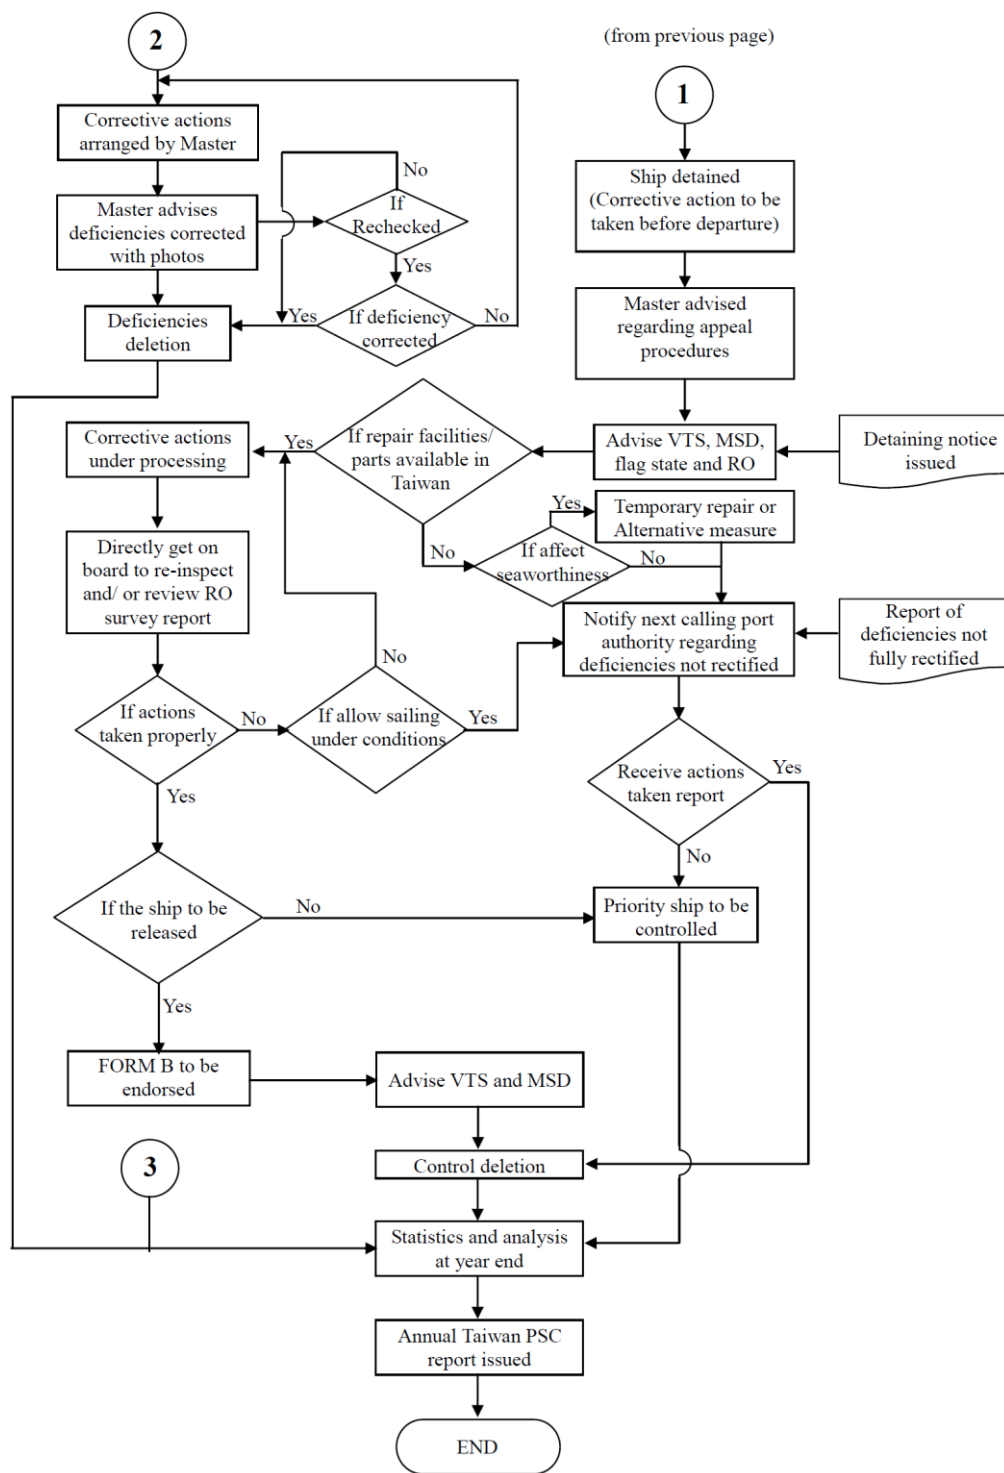 2
(from previous page)
1
Corrective actions
arranged by Master
No
Ship detained
(Corrective action to be
taken before departure)
Master advises
deficiencies corrected
with photos
If
Rechecked
Yes
Deficiencies
deletion
Yes
If deficiency
corrected
No
Master advised
regarding appeal
procedures
Corrective actions
under processing
Yes
If repair facilities/
parts available in
Taiwan
Advise VTS, MSD,
flag state and RO
Detaining notice
issued
Yes
Temporary repair or
Alternative measure
Directly get on
board to re-inspect
and/ or review RO
survey report
No
If affect
seaworthiness
No
Notify next calling port
authority regarding
deficiencies not rectified
Report of
deficiencies not
fully rectified
No
If actions
taken properly
No
If allow sailing
under conditions
Yes
Receive actions
taken report
Yes
Yes
No
If the ship to be
released
No
Priority ship to be
controlled
Yes
FORM B to be
endorsed
Advise VTS and MSD
3
Control deletion
Statistics and analysis
at year end
Annual Taiwan PSC
report issued
END